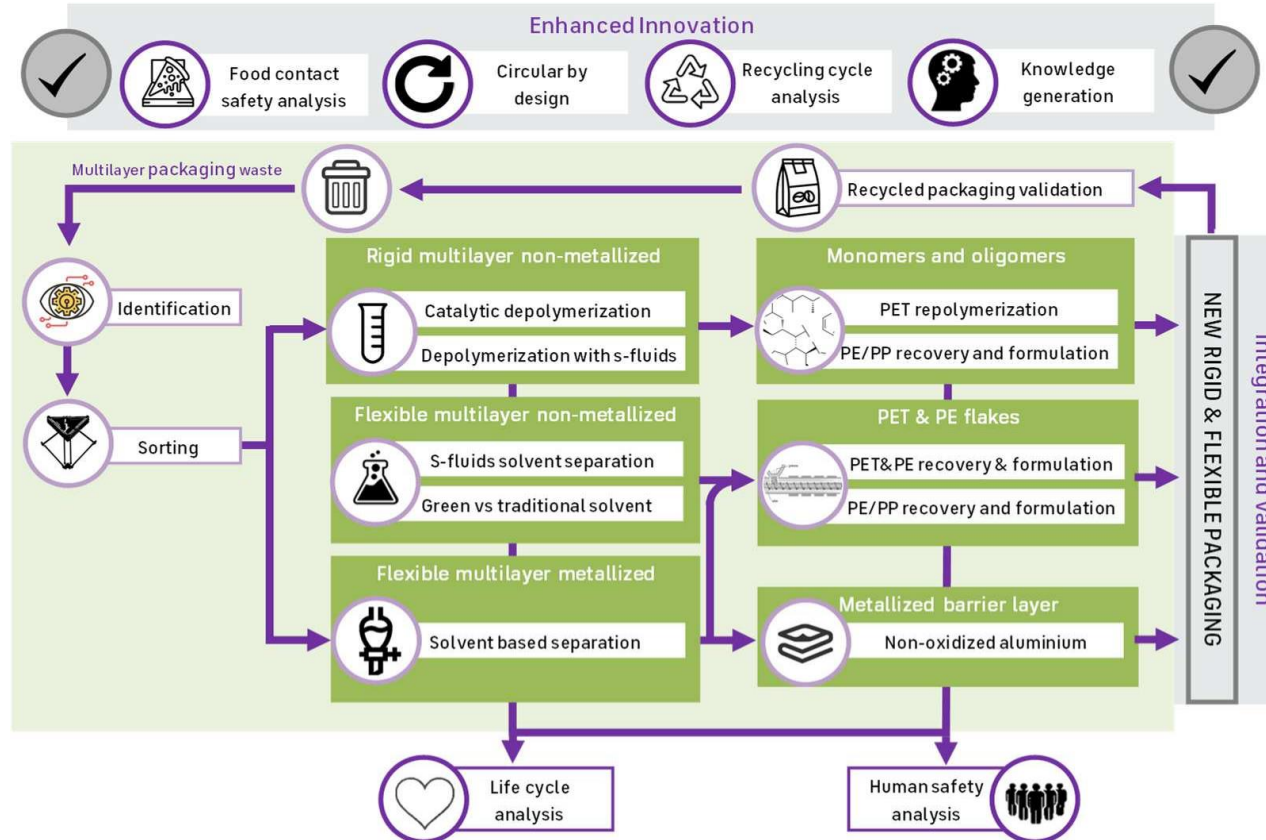 Enhanced Innovation
Food contact
safety analysis
Circular by
design
Recycling cycle
analysis
Knowledge
generation
Multilayer packaging waste
Recycled packaging validation
Identification
Sorting
Rigid multilayer non-metallized
Catalytic depolymerization
Depolymerization with s-fluids
Monomers and oligomers
PET repolymerization
PE/PP recovery and formulation
Flexible multilayer non-metallized
S-fluids solvent separation
Green vs traditional solvent
PET & PE flakes
PET&PE recovery & formulation
PE/PP recovery and formulation
Flexible multilayer metallized
Solvent based separation
Metallized barrier layer
Non-oxidized aluminium
NEW RIGID & FLEXIBLE PACKAGING
Integration and validation
Life cycle
analysis
Human safety
analysis